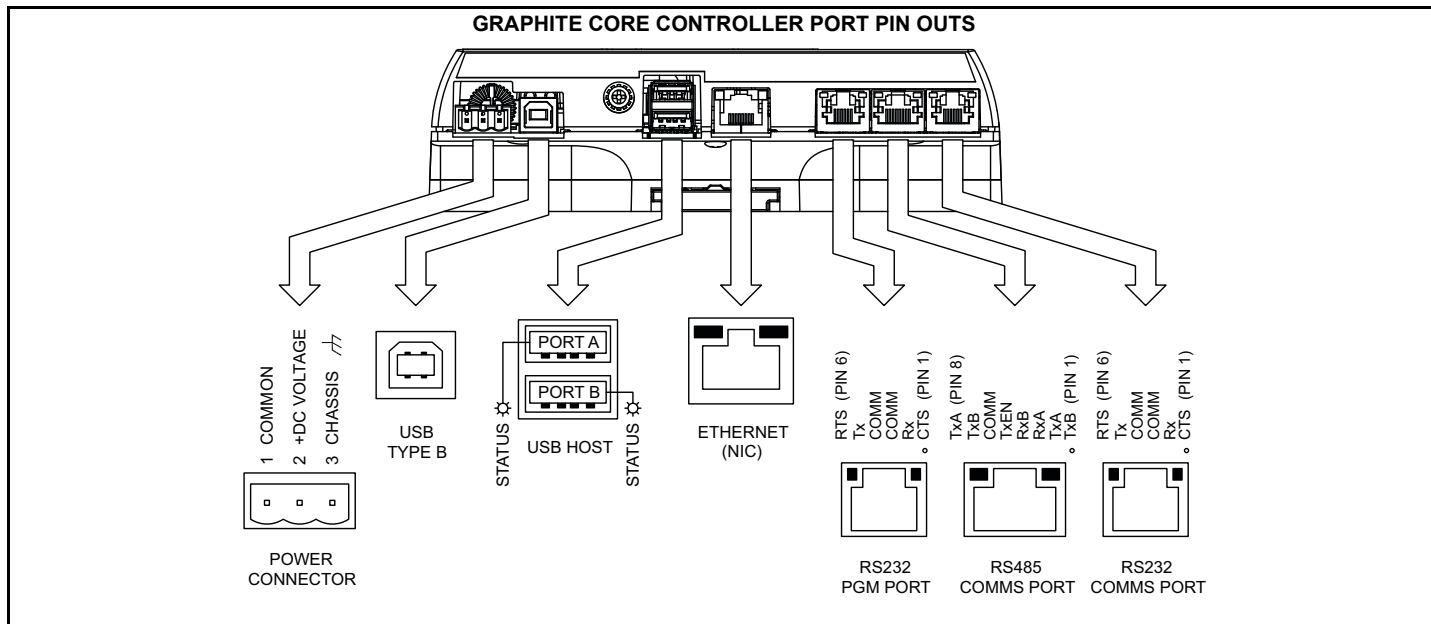 GRAPHITE CORE CONTROLLER PORT PIN OUTS
1 COMMON
2 +DC VOLTAGE
3 CHASSIS
POWER
CONNECTOR
USB
TYPE B
PORT A
PORT B
STATUS
STATUS
USB HOST
ETHERNET
(NIC)
RTS (PIN 6)
Tx
COMM
COMM
Rx
CTS (PIN 1)
RS232
PGM PORT
TxA (PIN 8)
TxB
COMM
TxEN
RxB
RxA
TxA
TxB (PIN 1)
RS485
COMMS PORT
RTS (PIN 6)
Tx
COMM
COMM
Rx
CTS (PIN 1)
RS232
COMMS PORT